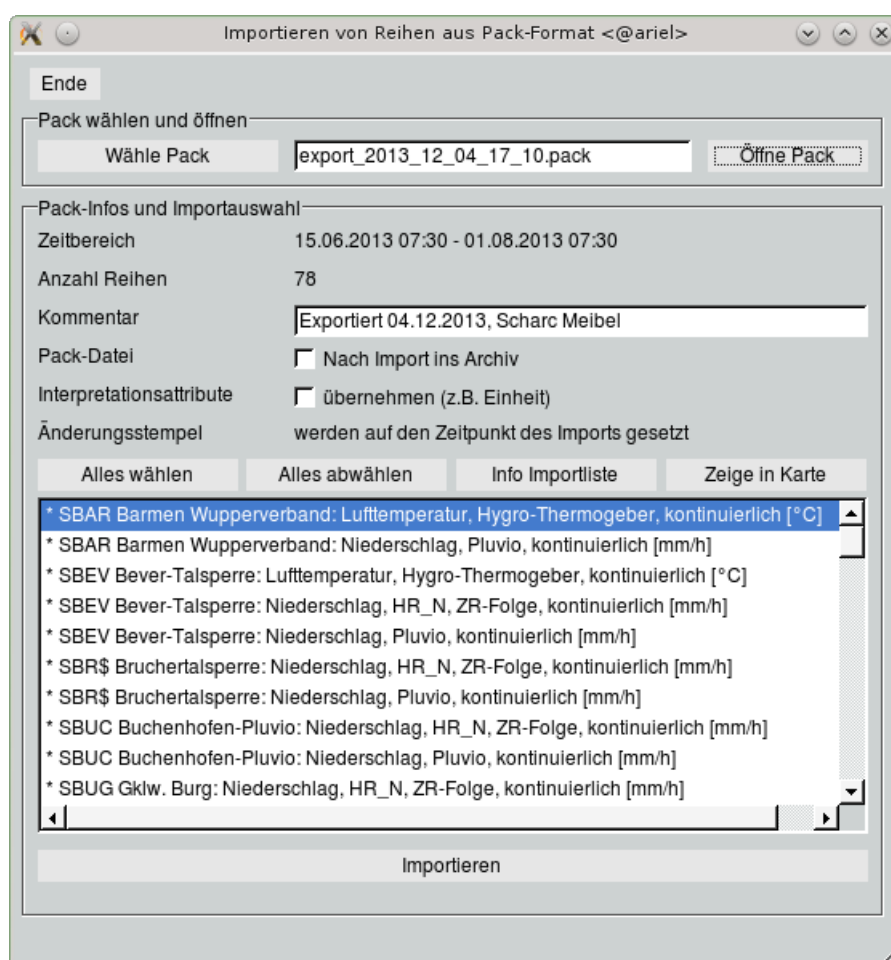 Importieren von Reihen aus Pack-Format <@ariel>
Ende
Pack wählen und öffnen
Wähle Pack export_2013_12_04_17_10.pack Öffne Pack
Pack-Infos und Importauswahl
Zeitbereich 15.06.2013 07:30 - 01.08.2013 07:30
Anzahl Reihen 78
Kommentar Exportiert 04.12.2013, Scharc Meibel
Pack-Datei Nach Import ins Archiv
Interpretationsattribute übernehmen (z.B. Einheit)
Änderungsstempel werden auf den Zeitpunkt des Imports gesetzt
Alles wählen Alles abwählen Info Importliste Zeige in Karte
* SBAR Barmen Wupperverband: Lufttemperatur, Hygro-Thermogeber, kontinuierlich [°C]
* SBAR Barmen Wupperverband: Niederschlag, Pluvio, kontinuierlich [mm/h]
* SBEV Bever-Talsperre: Lufttemperatur, Hygro-Thermogeber, kontinuierlich [°C]
* SBEV Bever-Talsperre: Niederschlag, HR_N, ZR-Folge, kontinuierlich [mm/h]
* SBEV Bever-Talsperre: Niederschlag, Pluvio, kontinuierlich [mm/h]
* SBR$ Bruchertalsperre: Niederschlag, HR_N, ZR-Folge, kontinuierlich [mm/h]
* SBR$ Bruchertalsperre: Niederschlag, Pluvio, kontinuierlich [mm/h]
* SBUC Buchenhofen-Pluvio: Niederschlag, HR_N, ZR-Folge, kontinuierlich [mm/h]
* SBUC Buchenhofen-Pluvio: Niederschlag, Pluvio, kontinuierlich [mm/h]
* SBUG Gklw. Burg: Niederschlag, HR_N, ZR-Folge, kontinuierlich [mm/h]
Importieren